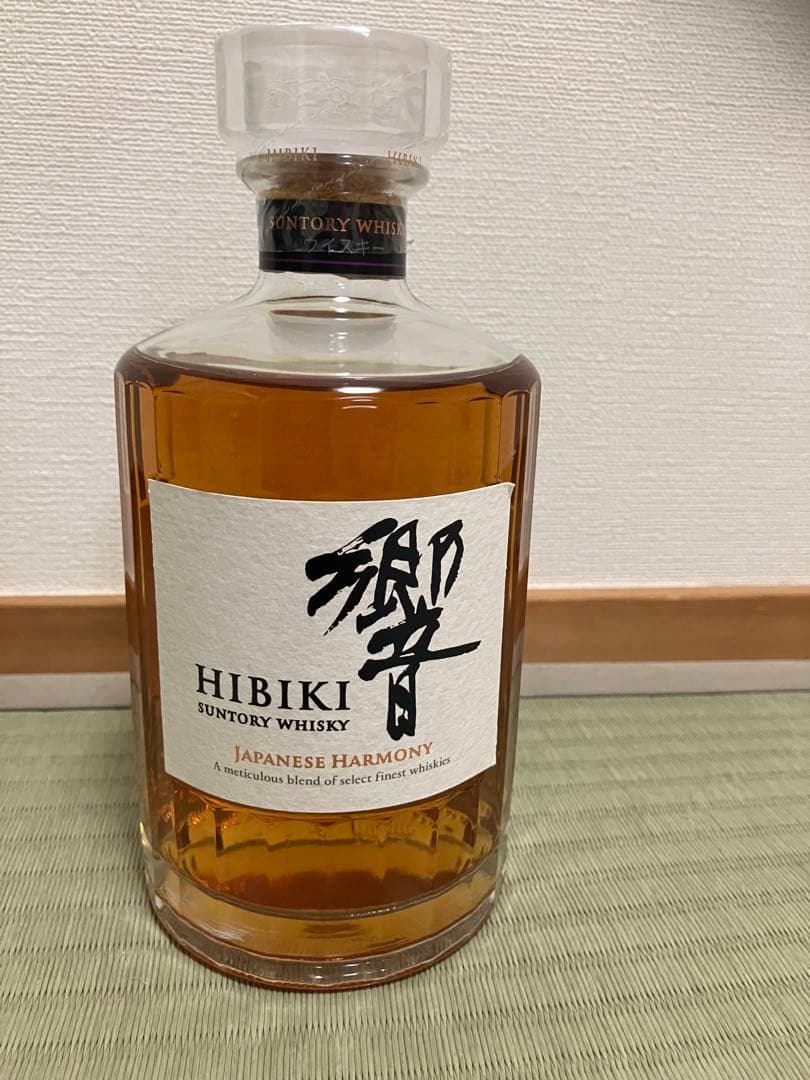 HIBIKI HIBIKI
SUNTORY WHISKY
ウイスキー
響
HIBIKI
SUNTORY WHISKY
JAPANESE HARMONY
A meticulous blend of select finest whiskies